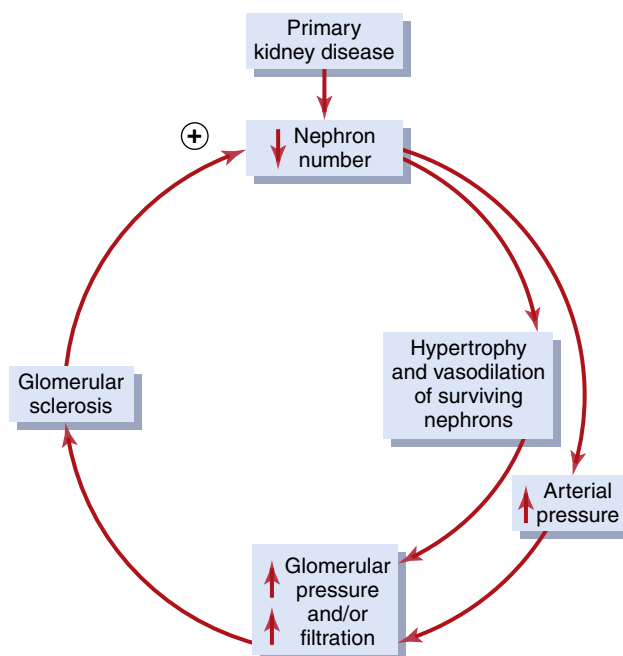 Primary
kidney disease
+
Nephron
number
Hypertrophy
and vasodilation
of surviving
nephrons
Glomerular
sclerosis
Arterial
pressure
Glomerular
pressure
and/or
filtration